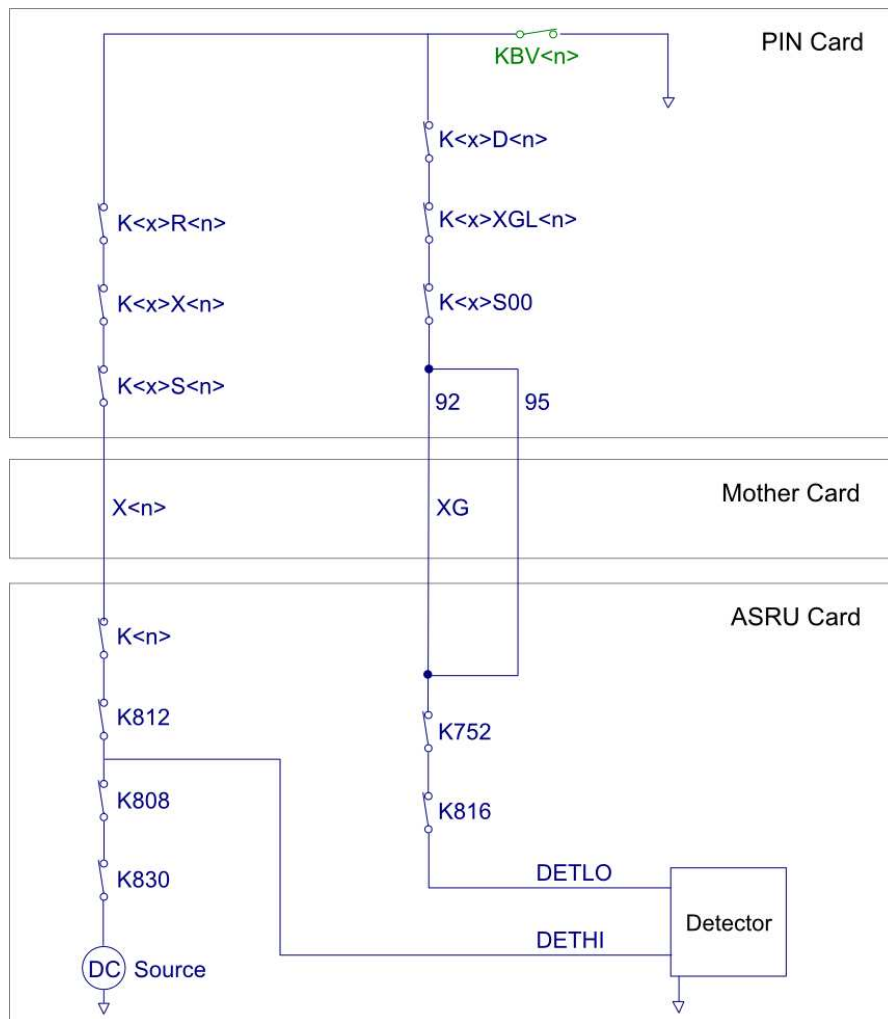 PIN Card
KBV<n>
K<x>D<n>
K<x>R<n>
K<x>XGL<n>
K<x>X<n>
K<x>S00
K<x>S<n>
92
95
Mother Card
X<n>
XG
ASRU Card
K<n>
K812
K752
K808
K816
K830
DETLO
Detector
DETHI
DC
Source